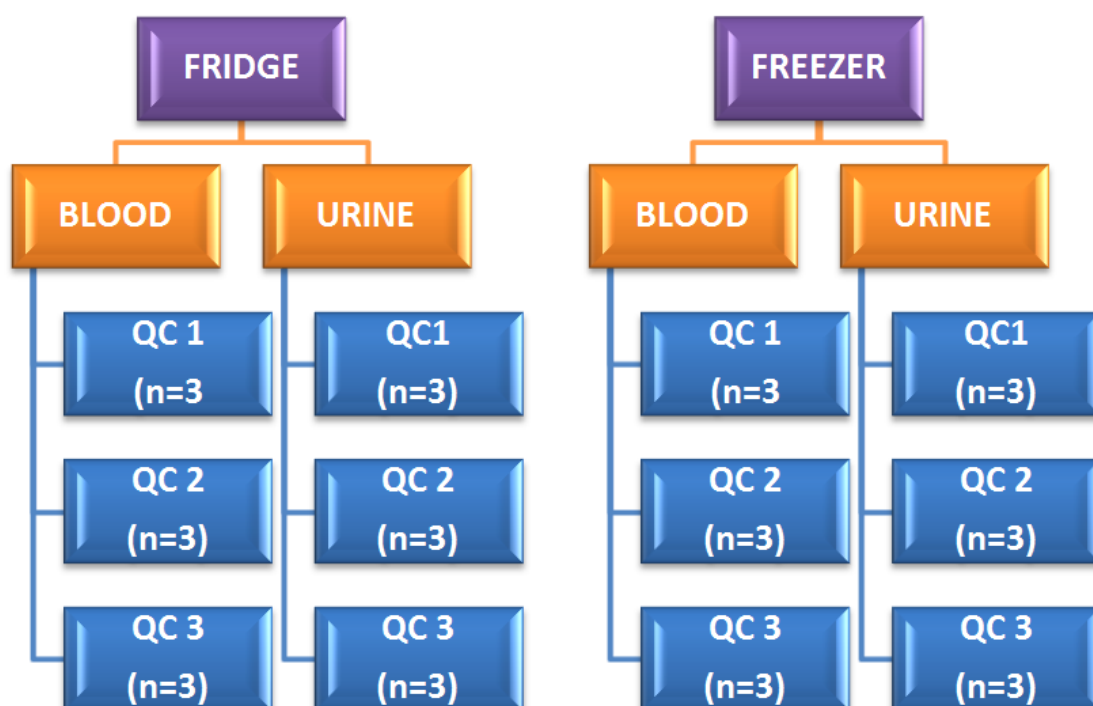 FRIDGE
BLOOD
URINE
QC 1
(n=3
QC1
(n=3)
QC 2
(n=3)
QC 2
(n=3)
QC 3
(n=3)
QC 3
(n=3)
FREEZER
BLOOD
URINE
QC 1
(n=3
QC1
(n=3)
QC 2
(n=3)
QC 2
(n=3)
QC 3
(n=3)
QC 3
(n=3)